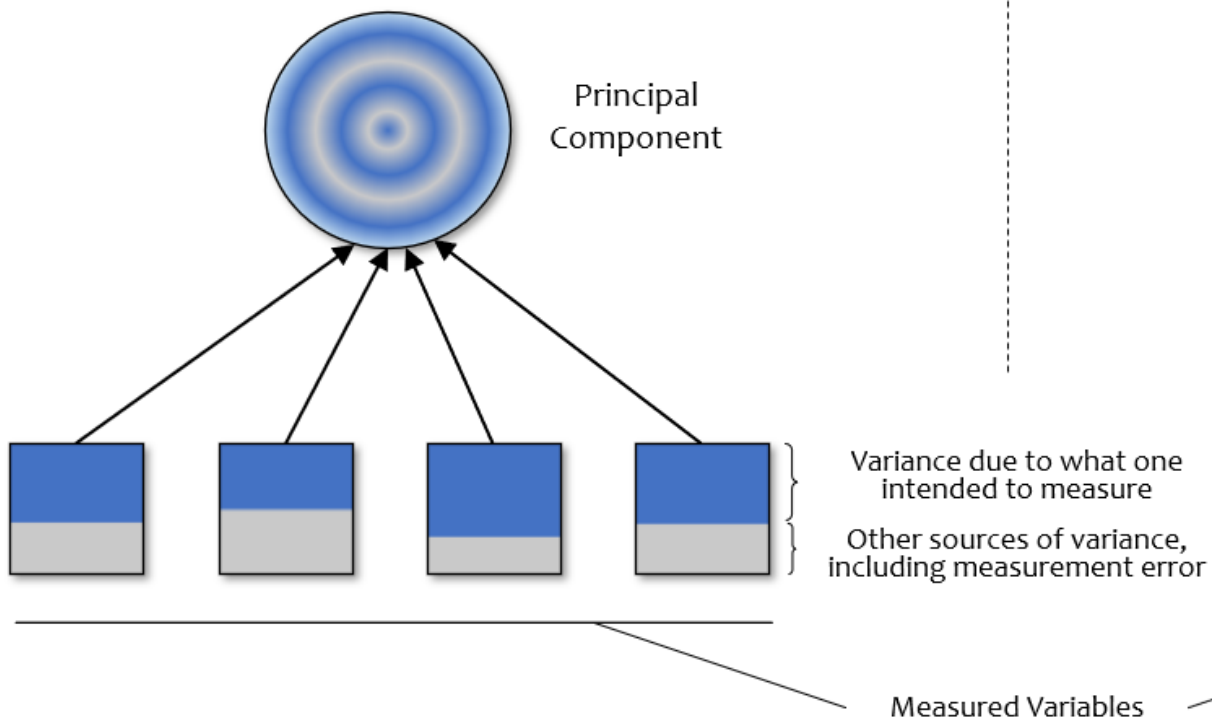 Principal
Component
Variance due to what one
intended to measure
Other sources of variance,
including measurement error
Measured Variables